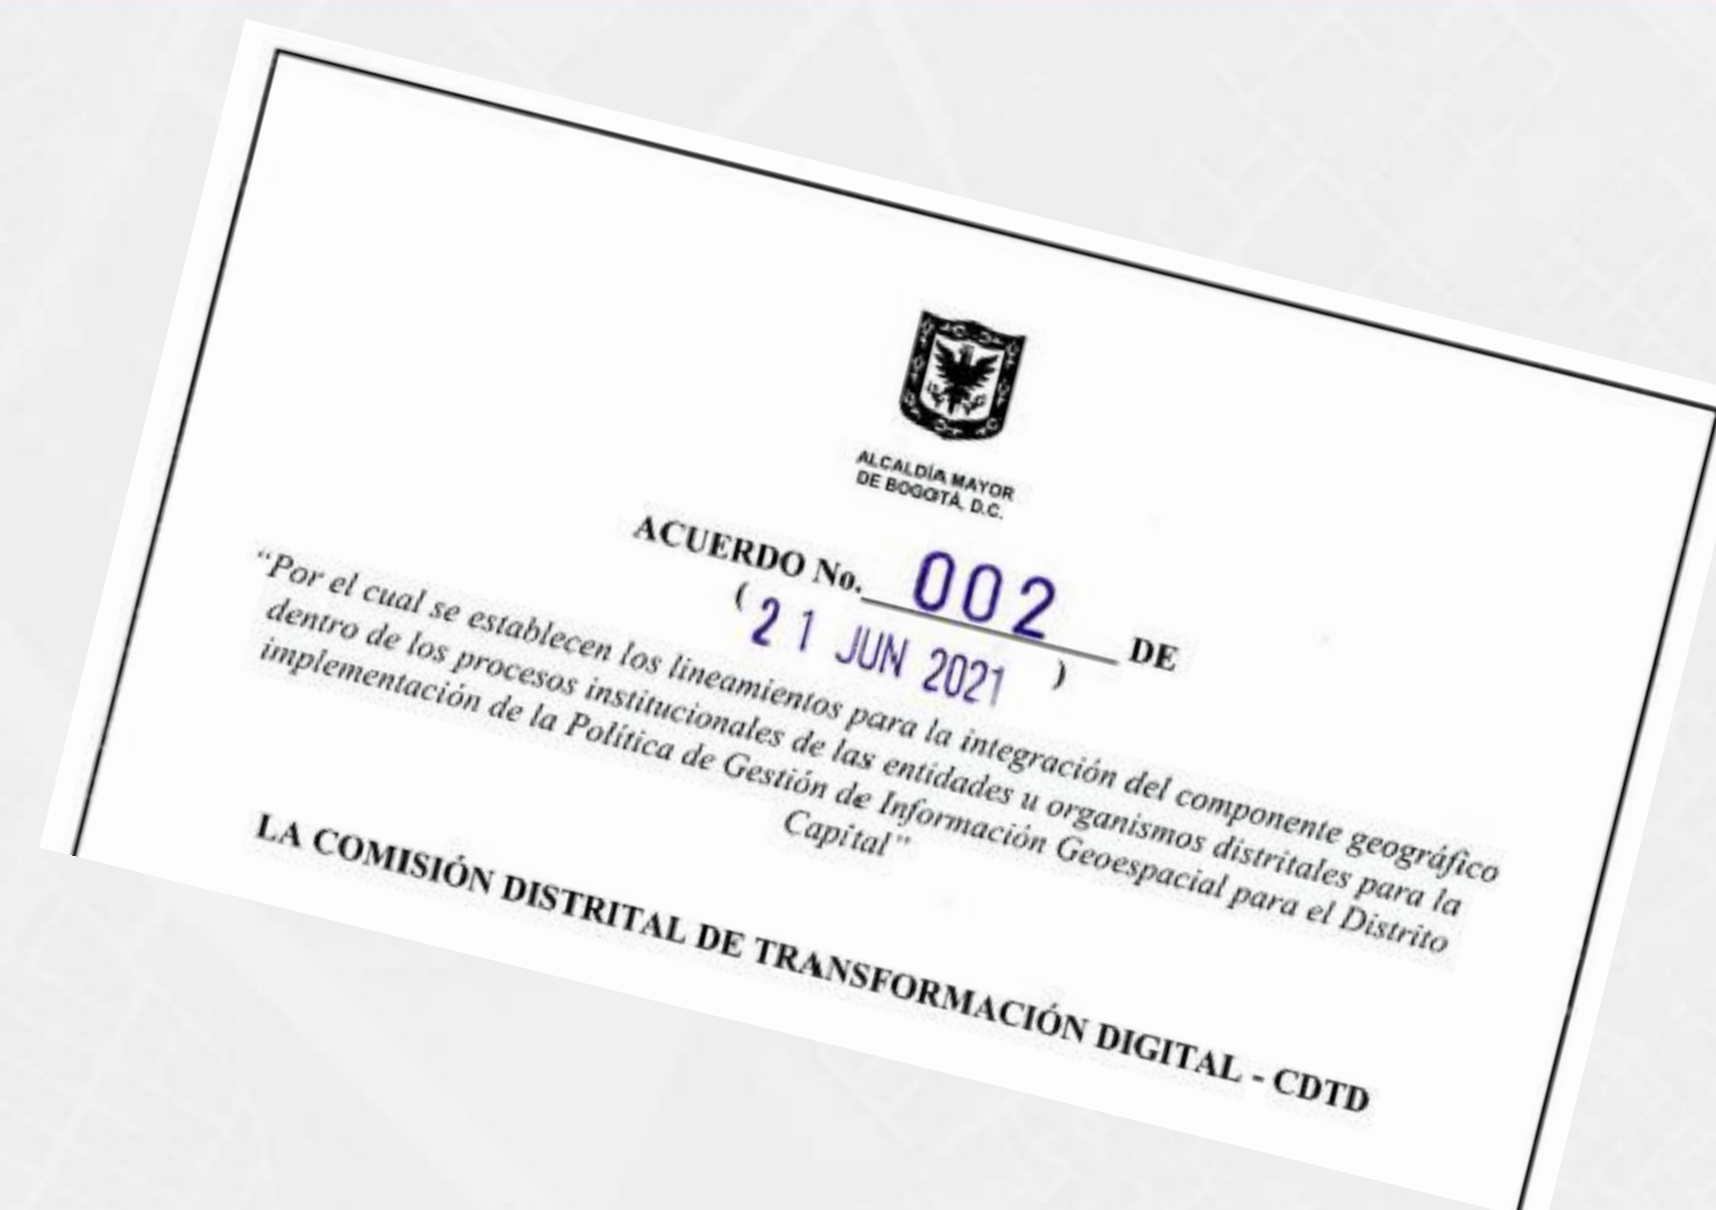 ALCALDÍA MAYOR
DE BOGOTÁ, D.C.
ACUERDO No. 002 DE
( 21 JUN 2021 )
“Por el cual se establecen los lineamientos para la integración del componente geográfico
dentro de los procesos institucionales de las entidades u organismos distritales para la
implementación de la Política de Gestión de Información Geoespacial para el Distrito
Capital”
LA COMISIÓN DISTRITAL DE TRANSFORMACIÓN DIGITAL - CDTD